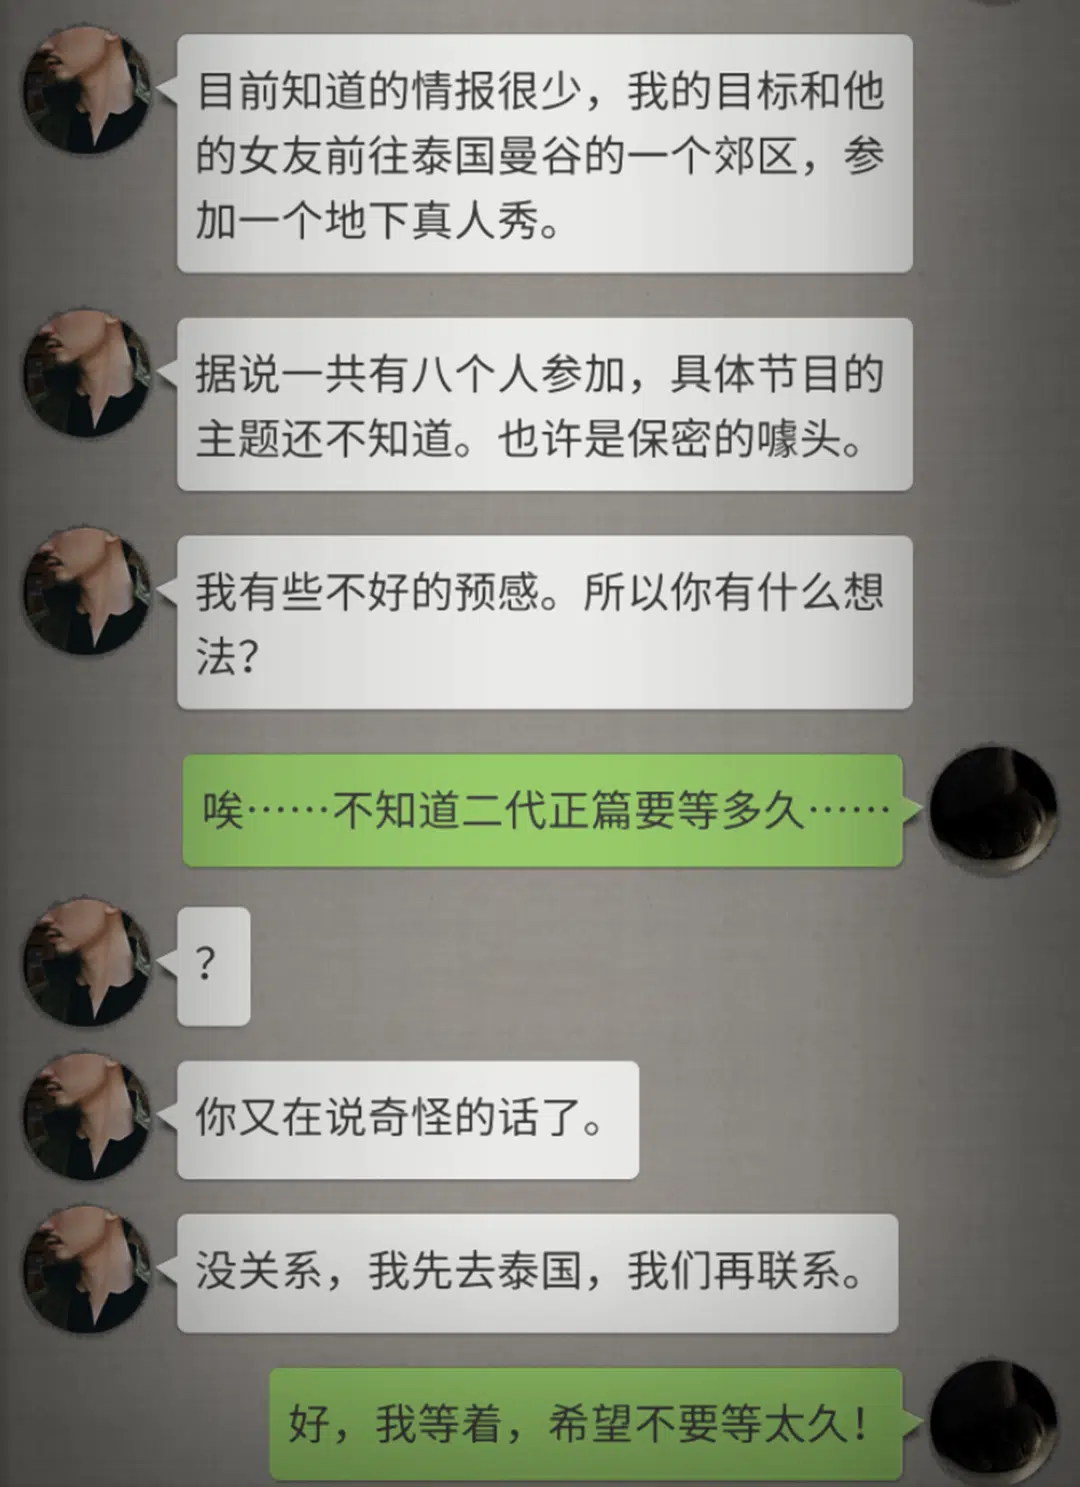 目前知道的情报很少，我的目标和他
的女友前往泰国曼谷的一个郊区，参
加一个地下真人秀。
据说一共有八个人参加，具体节目的
主题还不知道。也许是保密的噱头。
我有些不好的预感。所以你有什么想
法？
唉……不知道二代正篇要等多久……
？
你又在说奇怪的话了。
没关系，我先去泰国，我们再联系。
好，我等着，希望不要等太久！